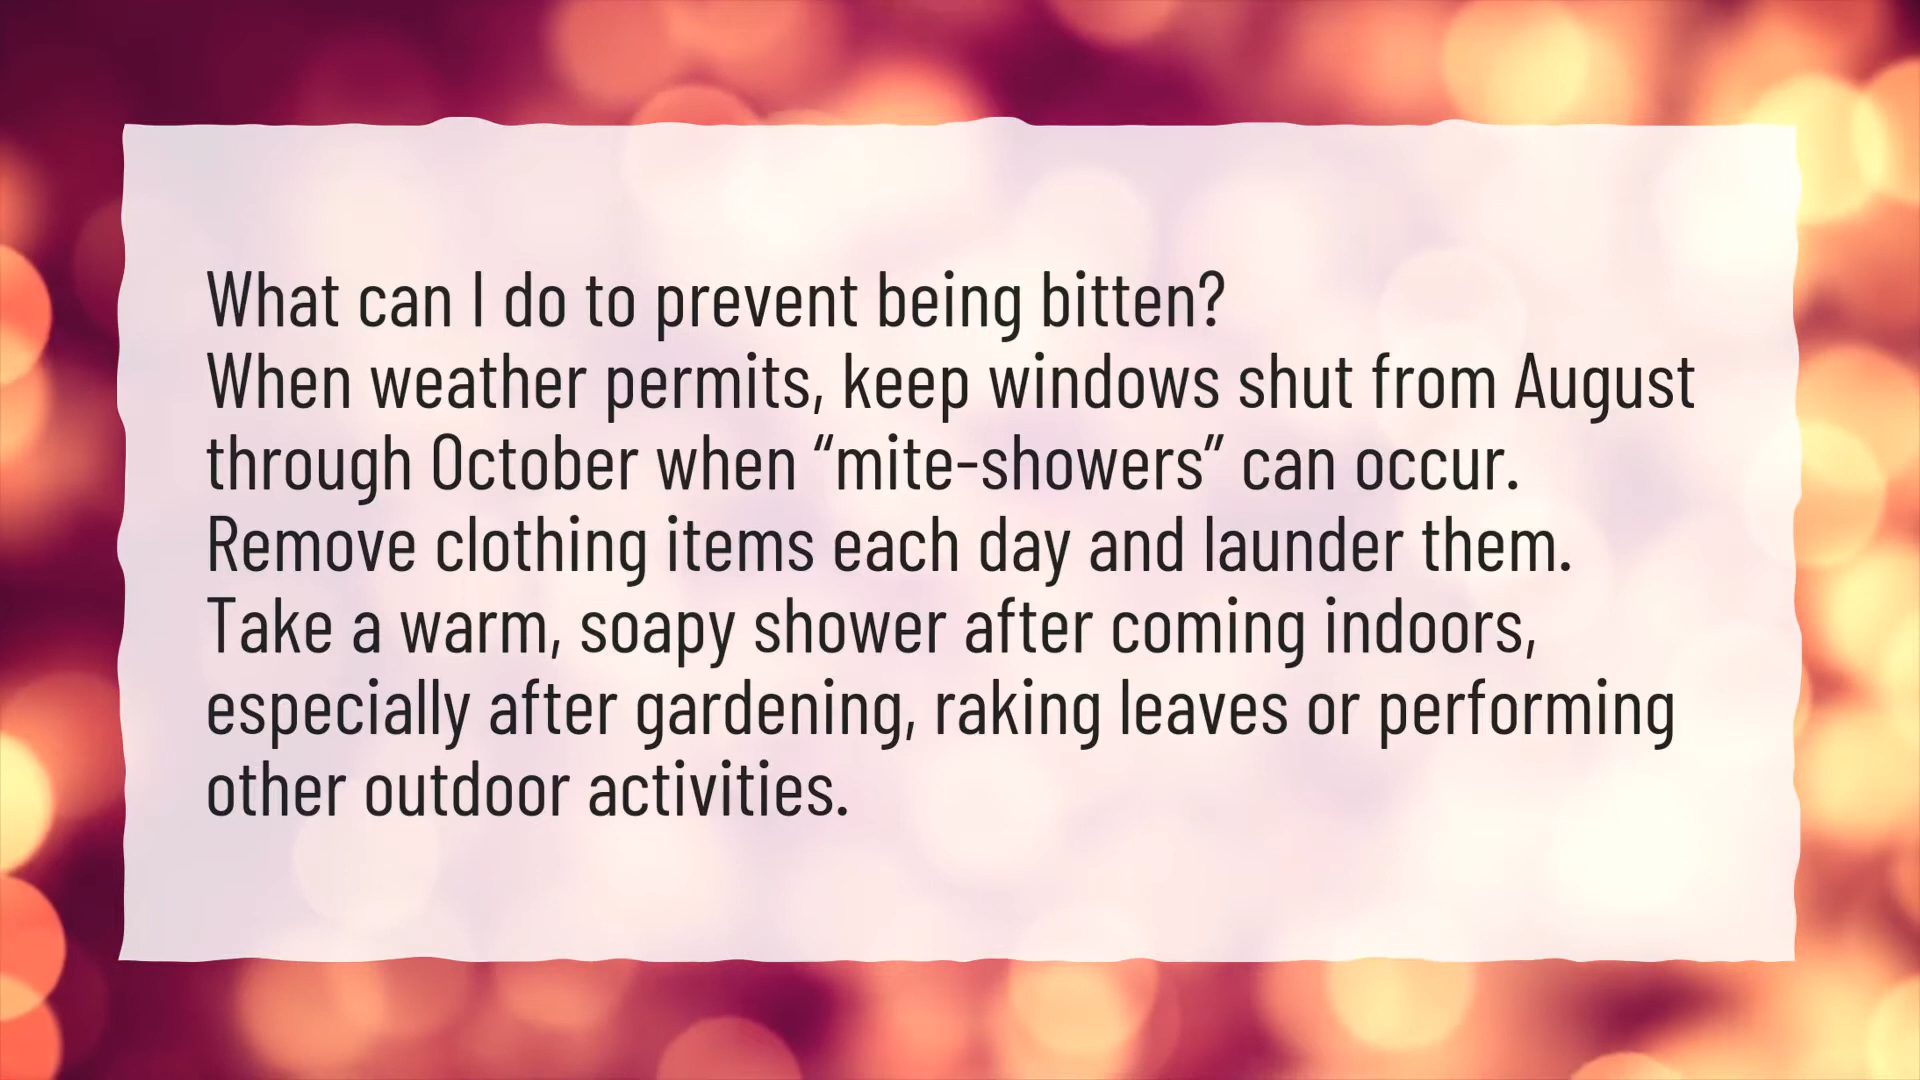 What can I do to prevent being bitten?
When weather permits, keep windows shut from August
through October when “mite-showers” can occur.
Remove clothing items each day and launder them.
Take a warm, soapy shower after coming indoors,
especially after gardening, raking leaves or performing
other outdoor activities.